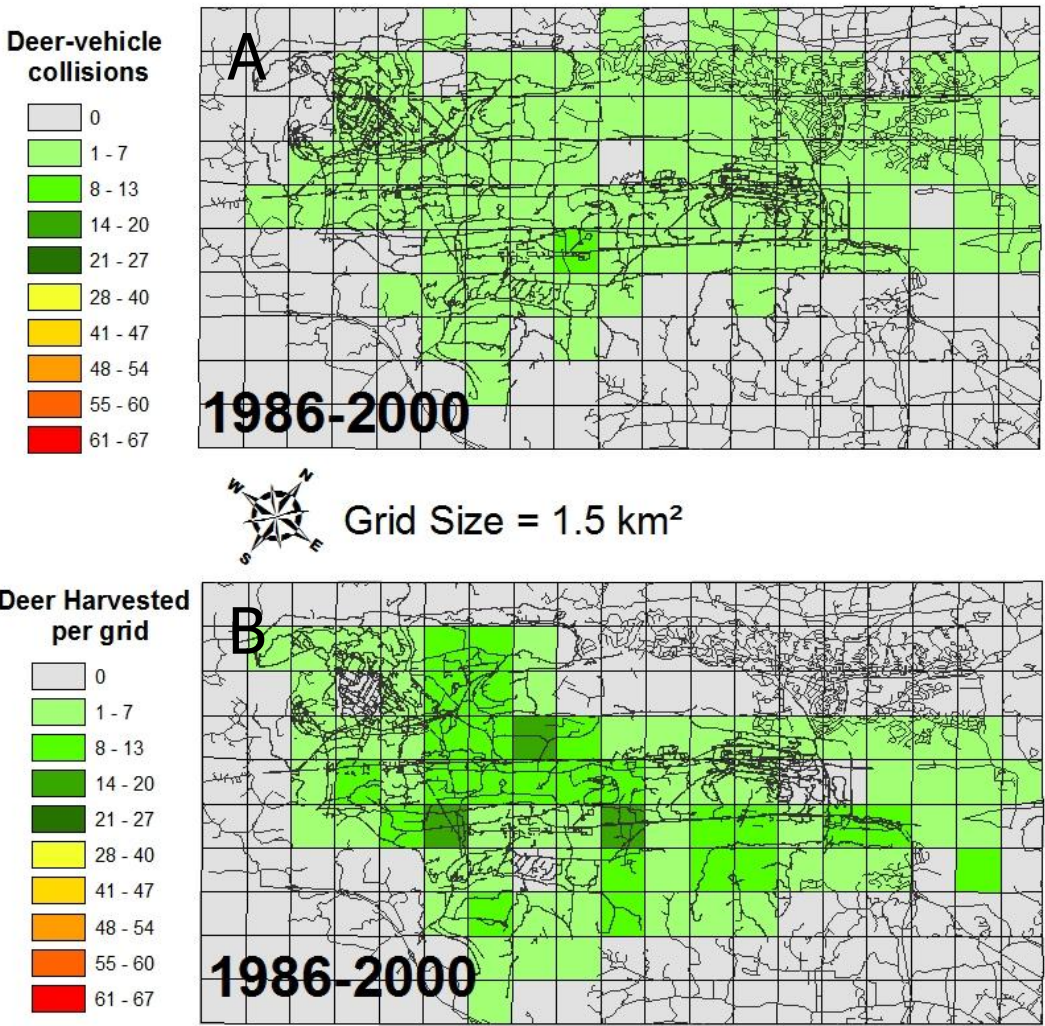 Deer-vehicle
collisions
0
1 - 7
8 - 13
14 - 20
21 - 27
28 - 40
41 - 47
48 - 54
55 - 60
61 - 67
A
1986-2000
N
W
E
S
Grid Size = 1.5 km²
Deer Harvested
per grid
0
1 - 7
8 - 13
14 - 20
21 - 27
28 - 40
41 - 47
48 - 54
55 - 60
61 - 67
B
1986-2000